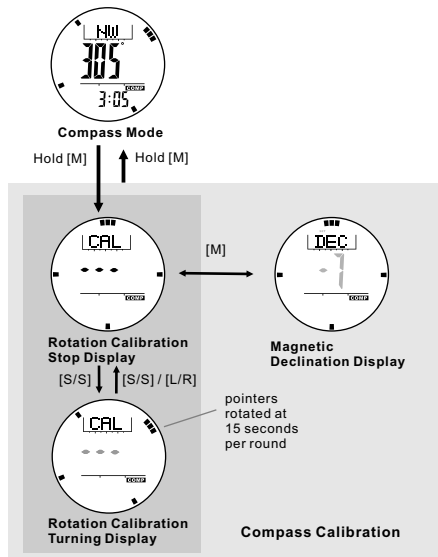 NW
305°
COMP
3:05
Compass Mode
Hold [M]
Hold [M]
CAL
COMP
Rotation Calibration
Stop Display
[M]
DEC
-7
COMP
Magnetic
Declination Display
[S/S]
[S/S] / [L/R]
CAL
COMP
pointers
rotated at
15 seconds
per round
Rotation Calibration
Turning Display
Compass Calibration